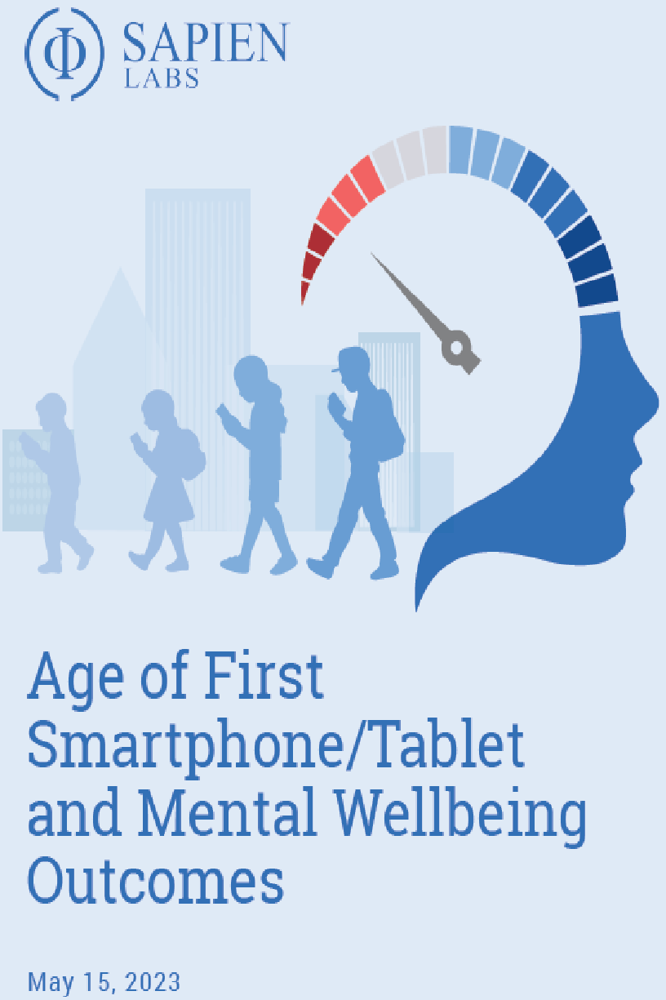 SAPIEN
LABS
Age of First
Smartphone/Tablet
and Mental Wellbeing
Outcomes
May 15, 2023